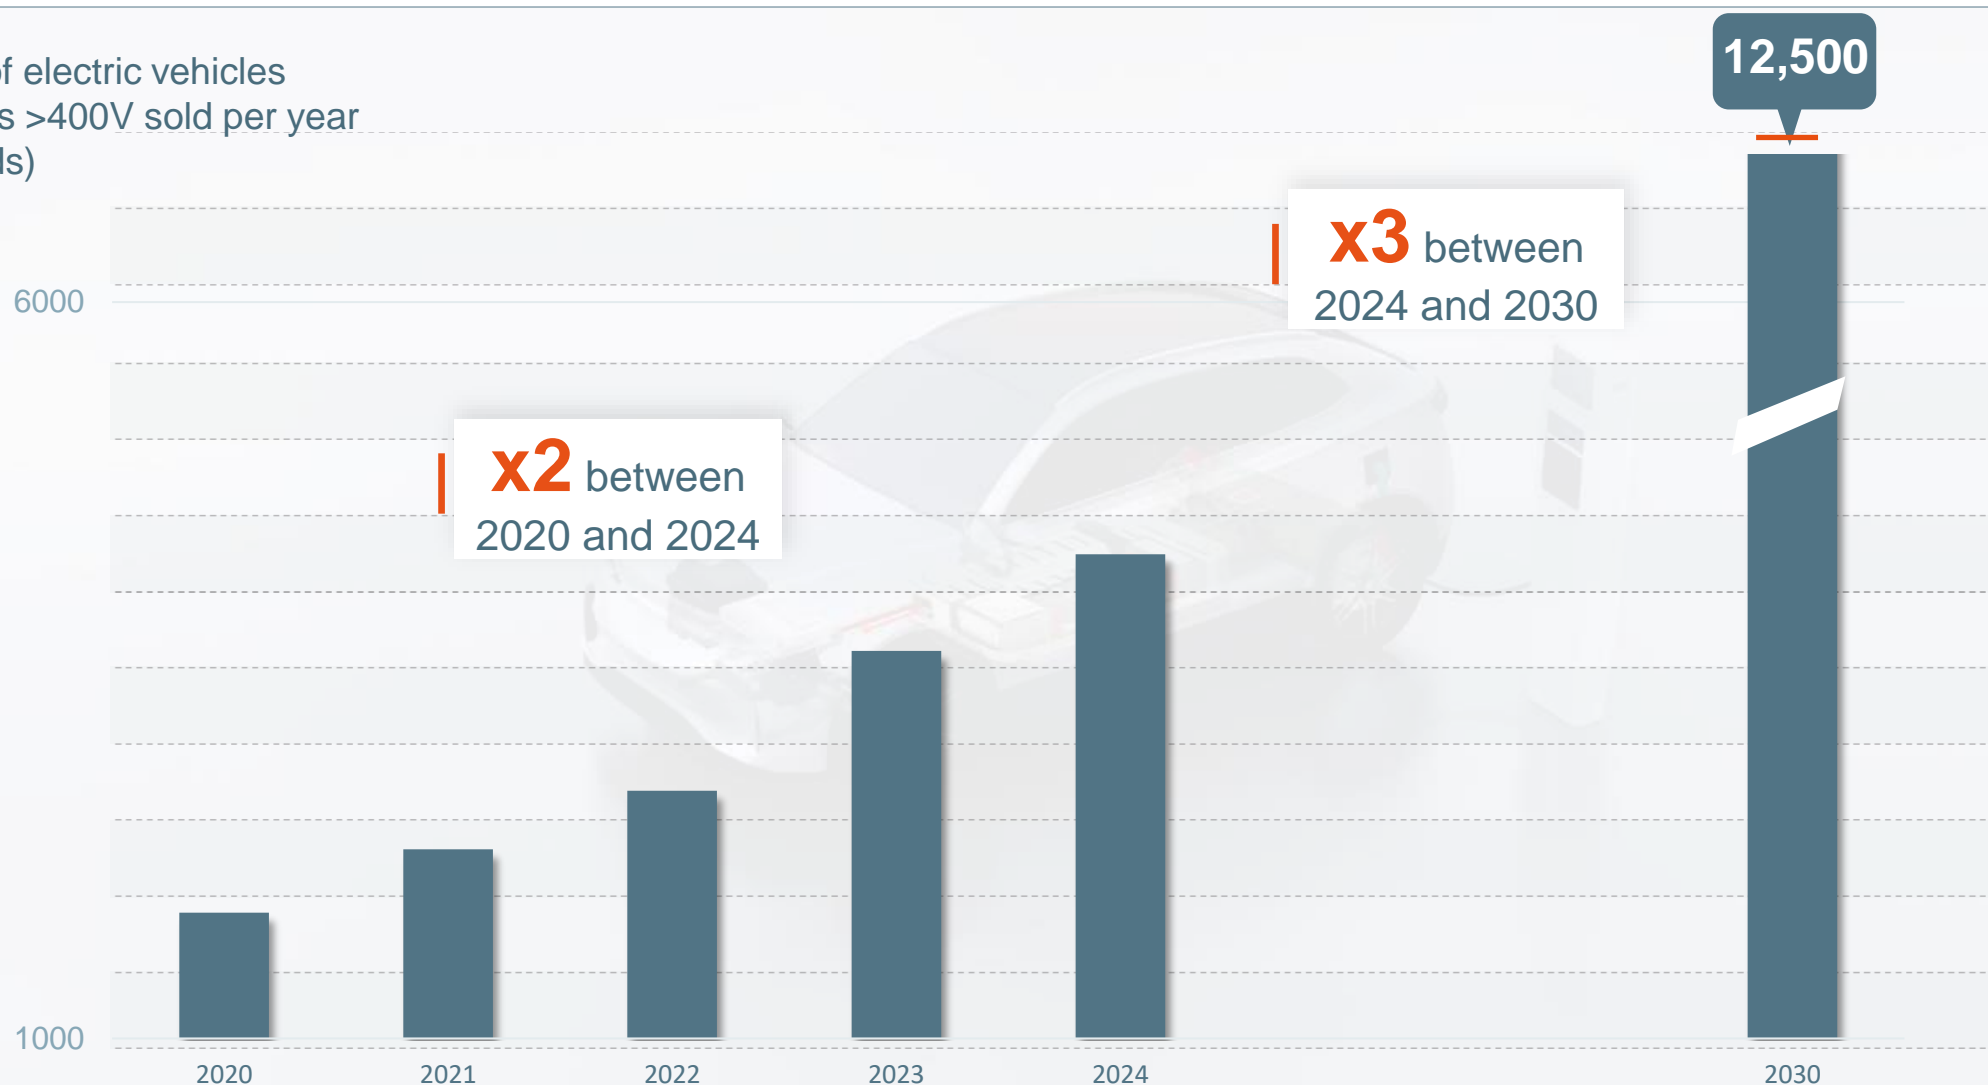 of electric vehicles
>400V sold per year
12,500
x3 between
2024 and 2030
6000
x2 between
2020 and 2024
1000
2020 2021 2022 2023 2024 2030